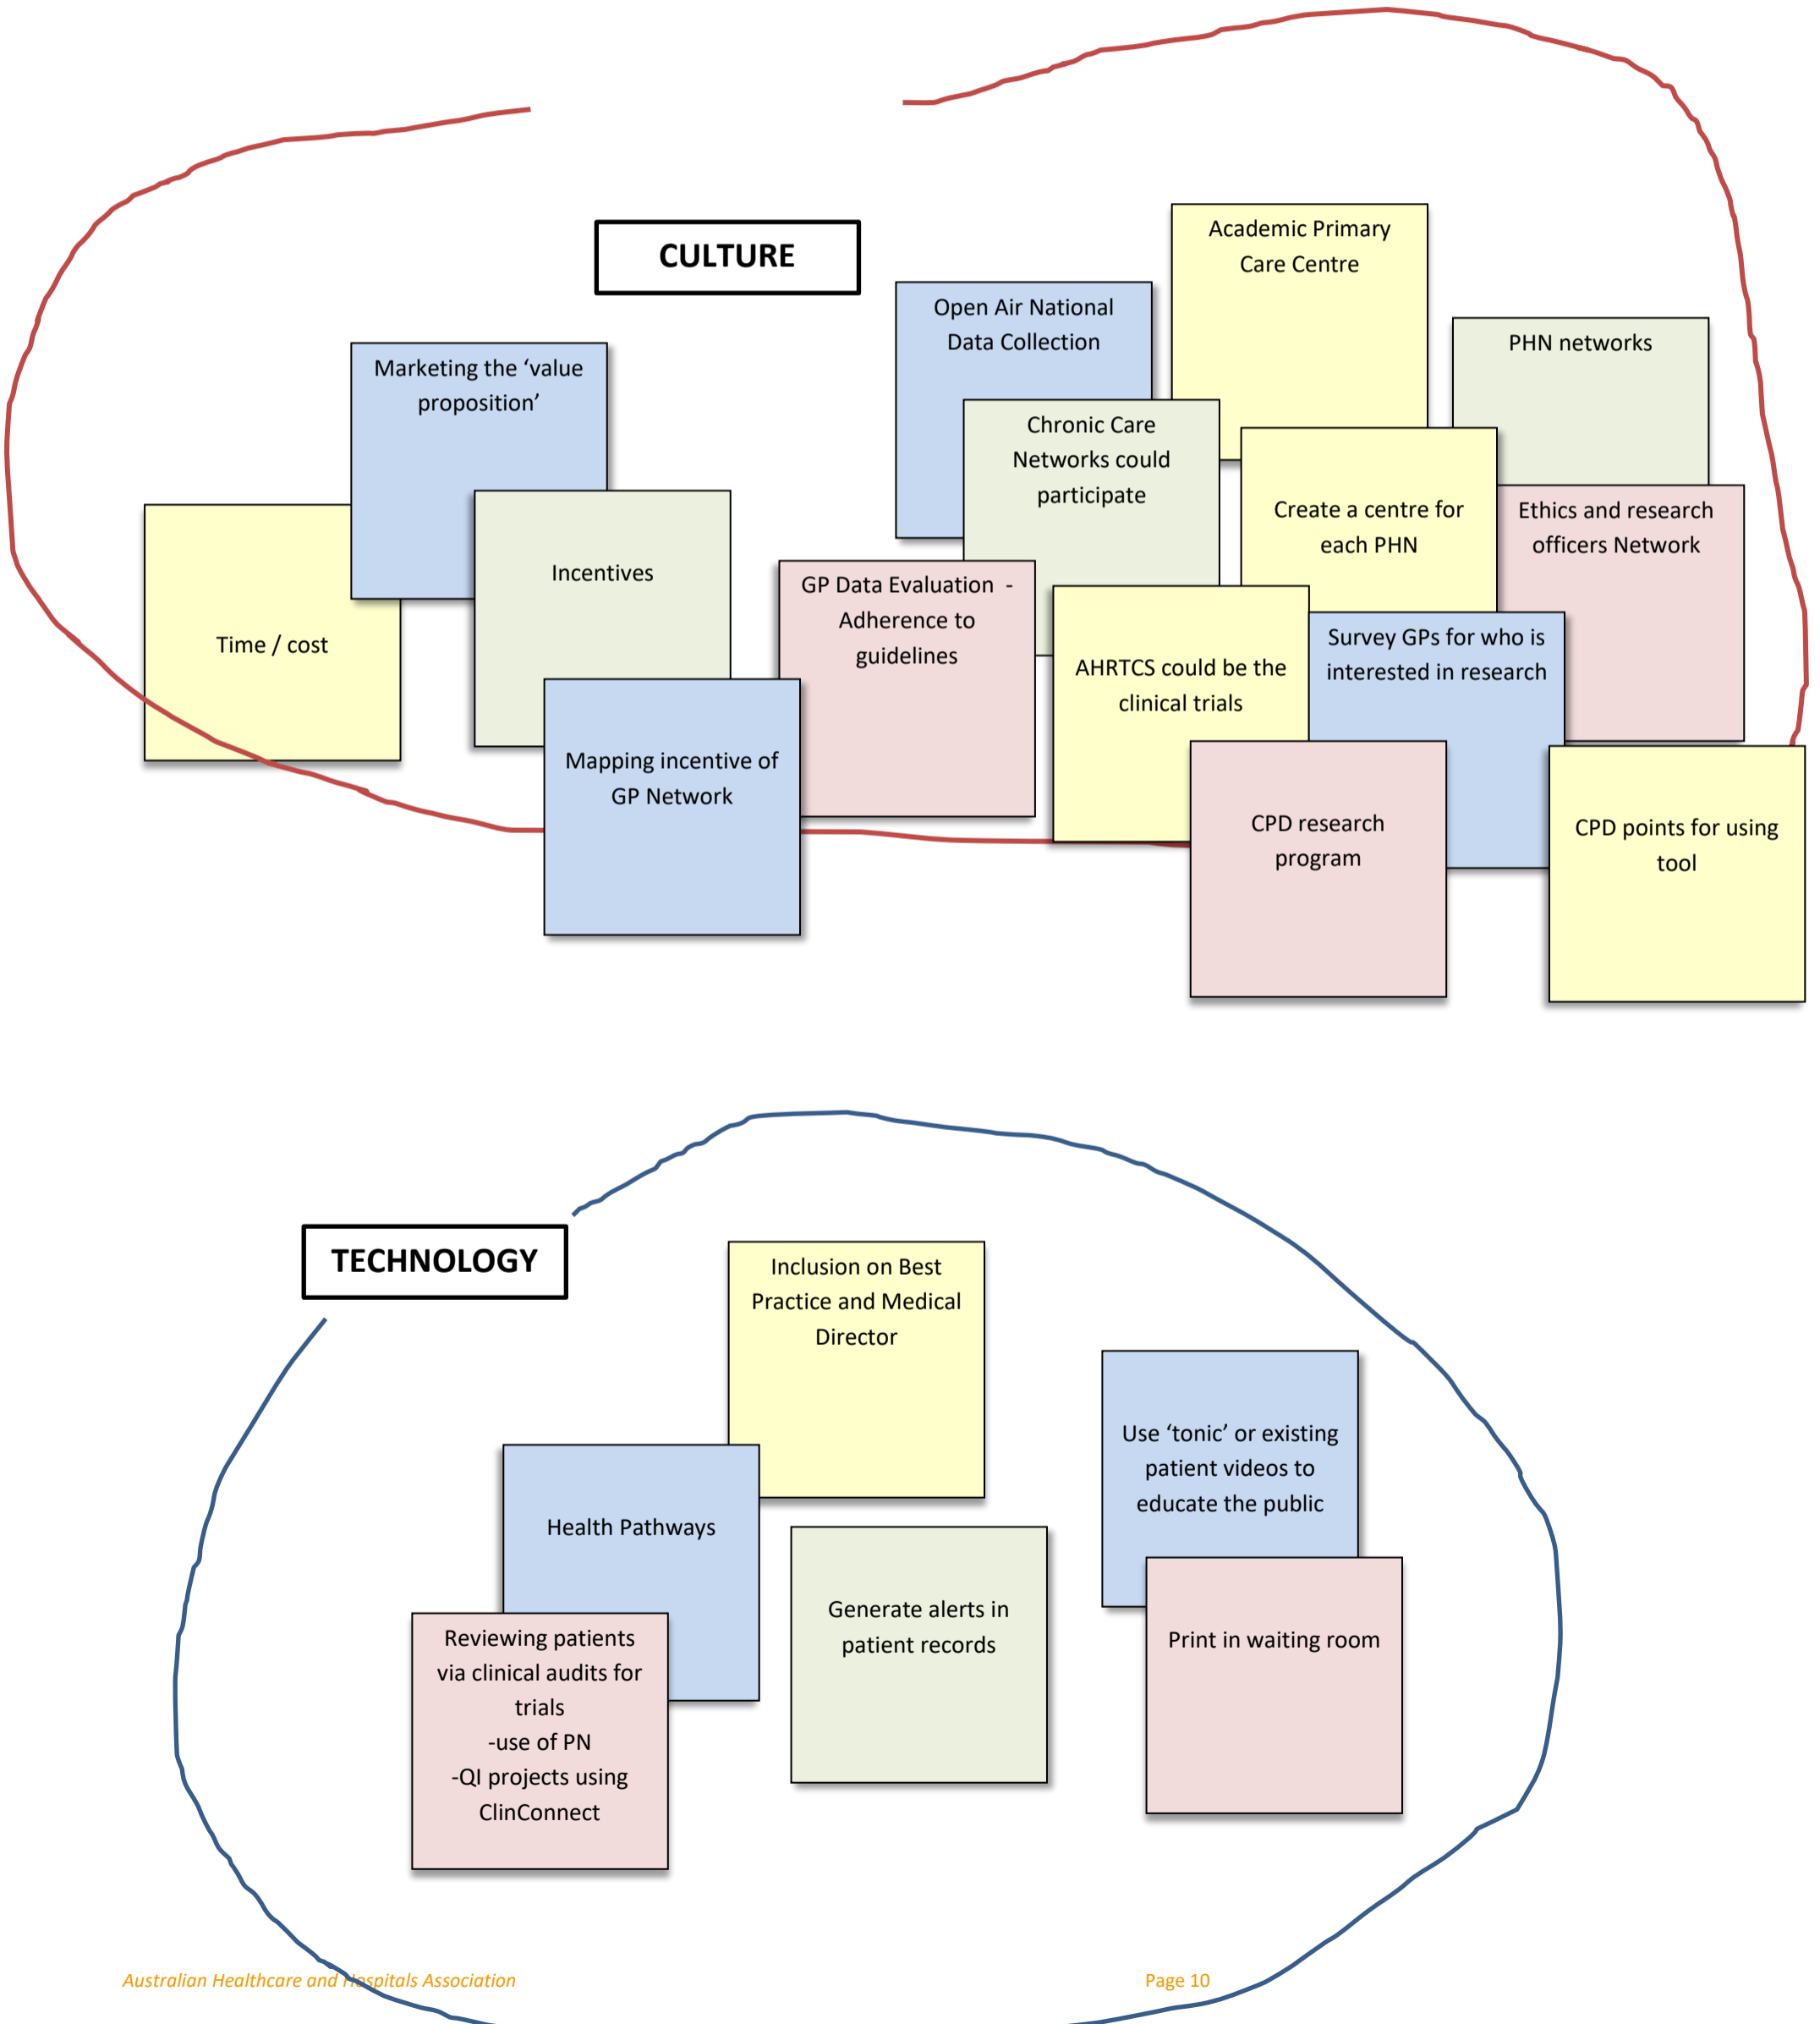 CULTURE
Academic Primary
Care Centre
Open Air National
Data Collection
PHN networks
Marketing the ‘value
proposition’
Chronic Care
Networks could
participate
Create a centre for
each PHN
Ethics and research
officers Network
Incentives
GP Data Evaluation -
Adherence to
guidelines
Time / cost
Survey GPs for who is
interested in research
AHRTCS could be the
clinical trials
Mapping incentive of
GP Network
CPD research
program
CPD points for using
tool
TECHNOLOGY
Inclusion on Best
Practice and Medical
Director
Use ‘tonic’ or existing
patient videos to
educate the public
Health Pathways
Generate alerts in
patient records
Print in waiting room
Reviewing patients
via clinical audits for
trials
-use of PN
-QI projects using
ClinConnect
Australian Healthcare and Hospitals Association
Page 10